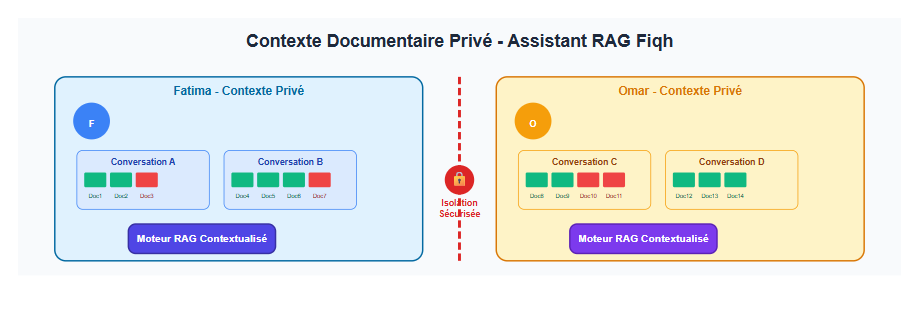 Contexte Documentaire Privé - Assistant RAG Fiqh
Fatima - Contexte Privé
F
Conversation A
Doc1 Doc2 Doc3
Conversation B
Doc4 Doc5 Doc6 Doc7
Moteur RAG Contextualisé
Isolation
Sécurisée
Omar - Contexte Privé
O
Conversation C
Doc8 Doc9 Doc10 Doc11
Conversation D
Doc12 Doc13 Doc14
Moteur RAG Contextualisé